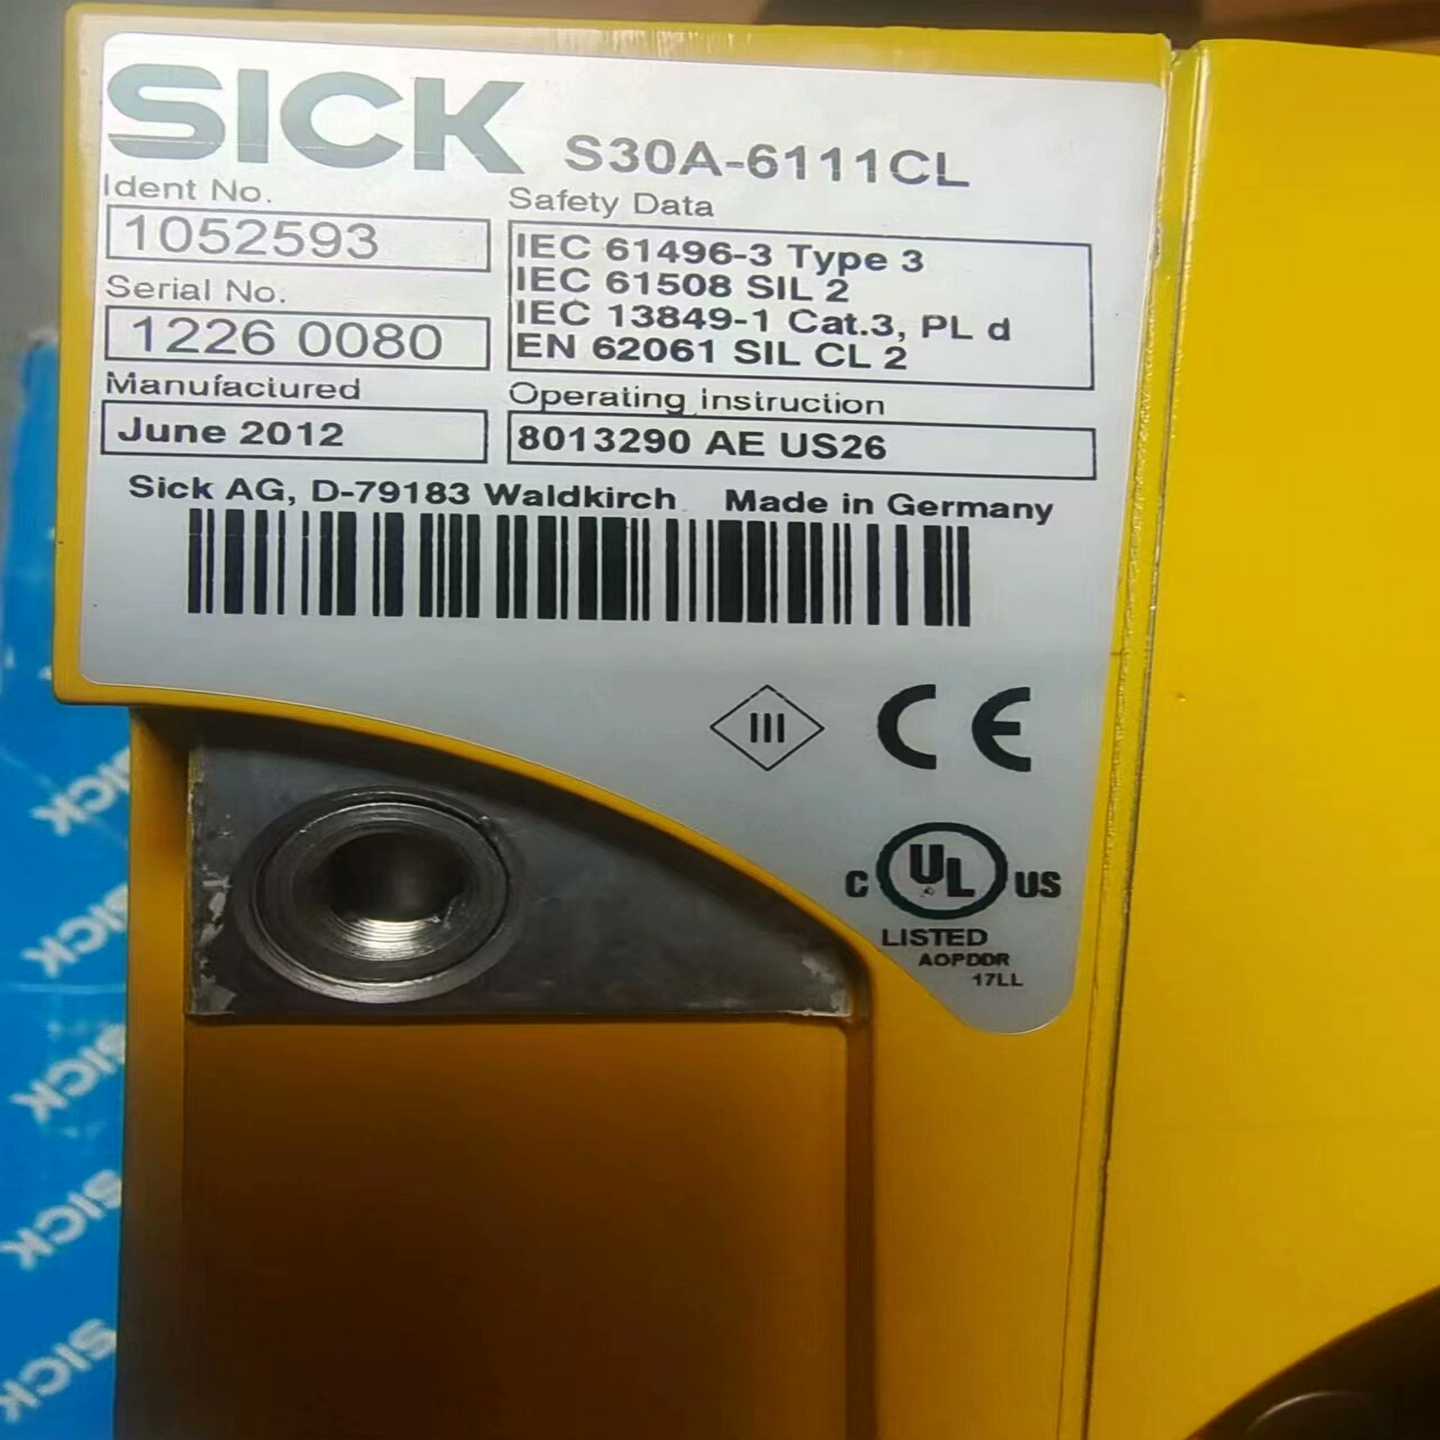 SICK S30A-6111CL
Ident No.
1052593
Serial No.
1226 0080
Manufactured
June 2012
Safety Data
IEC 61496-3 Type 3
IEC 61508 SIL 2
IEC 13849-1 Cat.3, PL d
EN 62061 SIL CL 2
Operating instruction
8013290 AE US26
Sick AG, D-79183 Waldkirch Made in Germany
III CE
C UL US
LISTED
AOPDDR
17LL
SICK
SICK
SICK
SICK
SICK